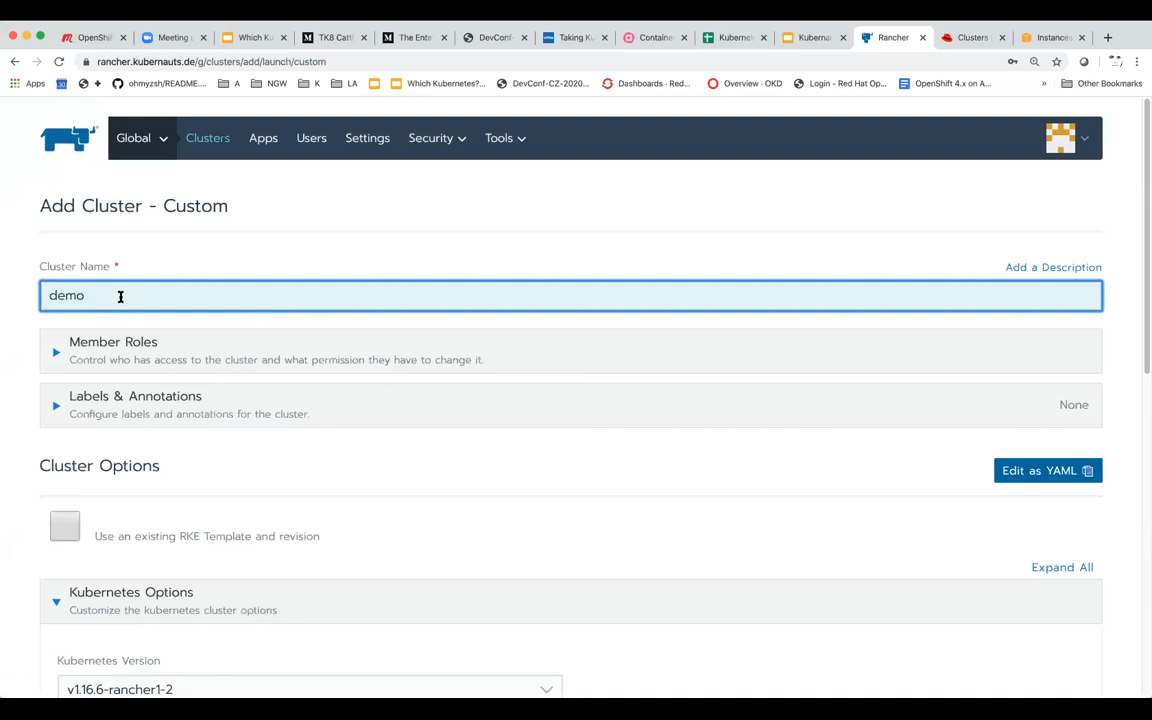 OpenShi
Meeting
Which Ku
TK8 Catt
The Ente
DevConf-
Taking Ku
Containe
Kubernet
Kubernat
Rancher
Clusters
Instances
rancher.kubernauts.de/g/clusters/add/launch/custom
Apps
ohmyzsh/README....
A
NGW
K
LA
Which Kubernetes?...
DevConf-CZ-2020...
Dashboards - Red...
Overview · OKD
Login - Red Hat Op...
OpenShift 4.x on A...
»
Other Bookmarks
Global Clusters Apps Users Settings Security Tools
Add Cluster - Custom
Cluster Name *
Add a Description
demo
Member Roles
Control who has access to the cluster and what permission they have to change it.
Labels & Annotations
Configure labels and annotations for the cluster.
None
Cluster Options
Edit as YAML
Use an existing RKE Template and revision
Expand All
Kubernetes Options
Customize the kubernetes cluster options
Kubernetes Version
v1.16.6-rancher1-2